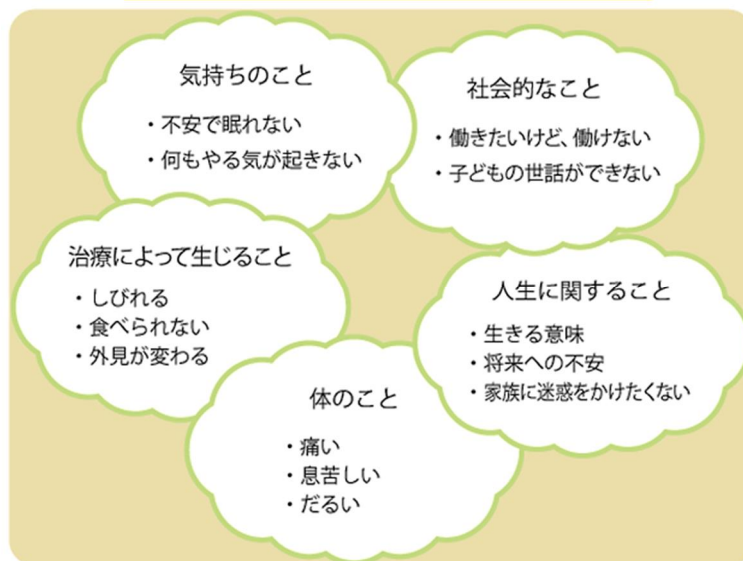 気持ちのこと
・不安で眠れない
・何もやる気が起きない
社会的なこと
・働きたいけど、働けない
・子どもの世話ができない
治療によって生じること
・しびれる
・食べられない
・外見が変わる
人生に関すること
・生きる意味
・将来への不安
・家族に迷惑をかけたくない
体のこと
・痛い
・息苦しい
・だるい